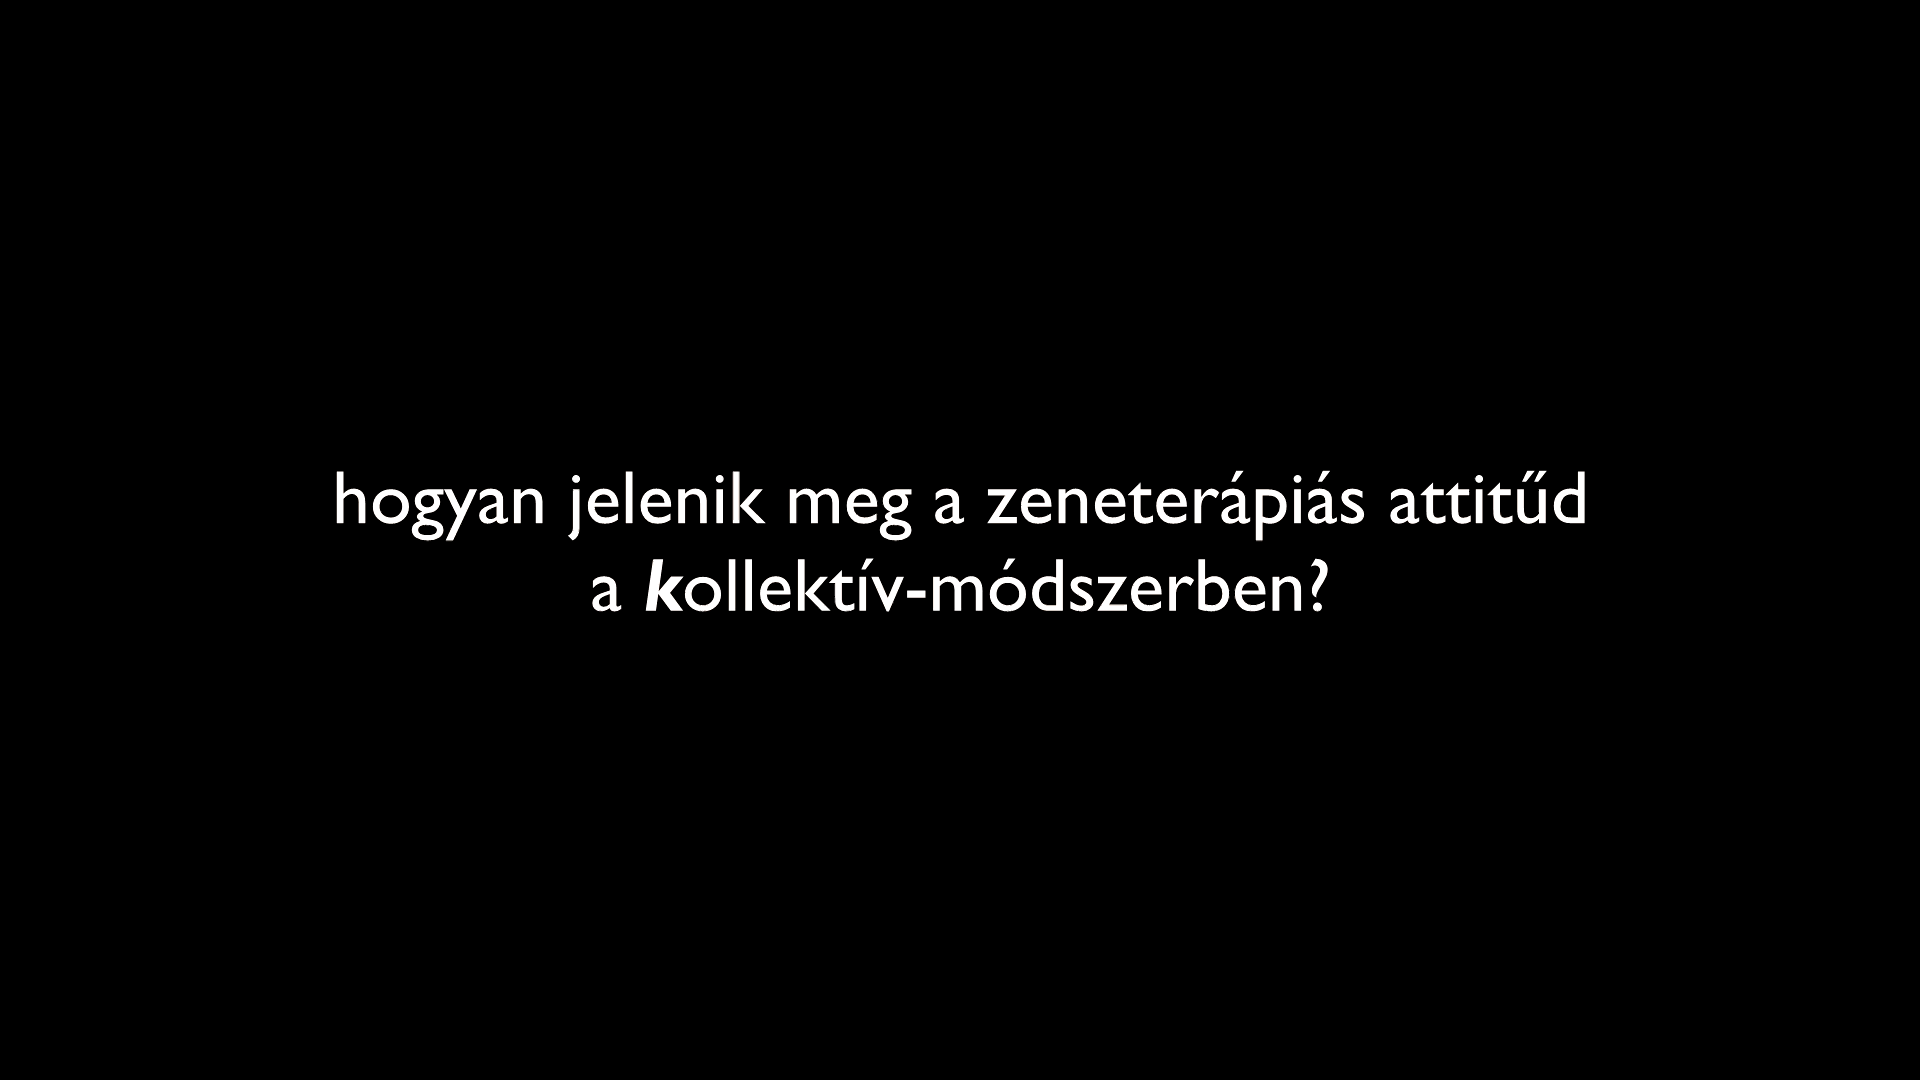 hogyan jelenik meg a zeneterápiás attitűd
a kollektív-módszerben?